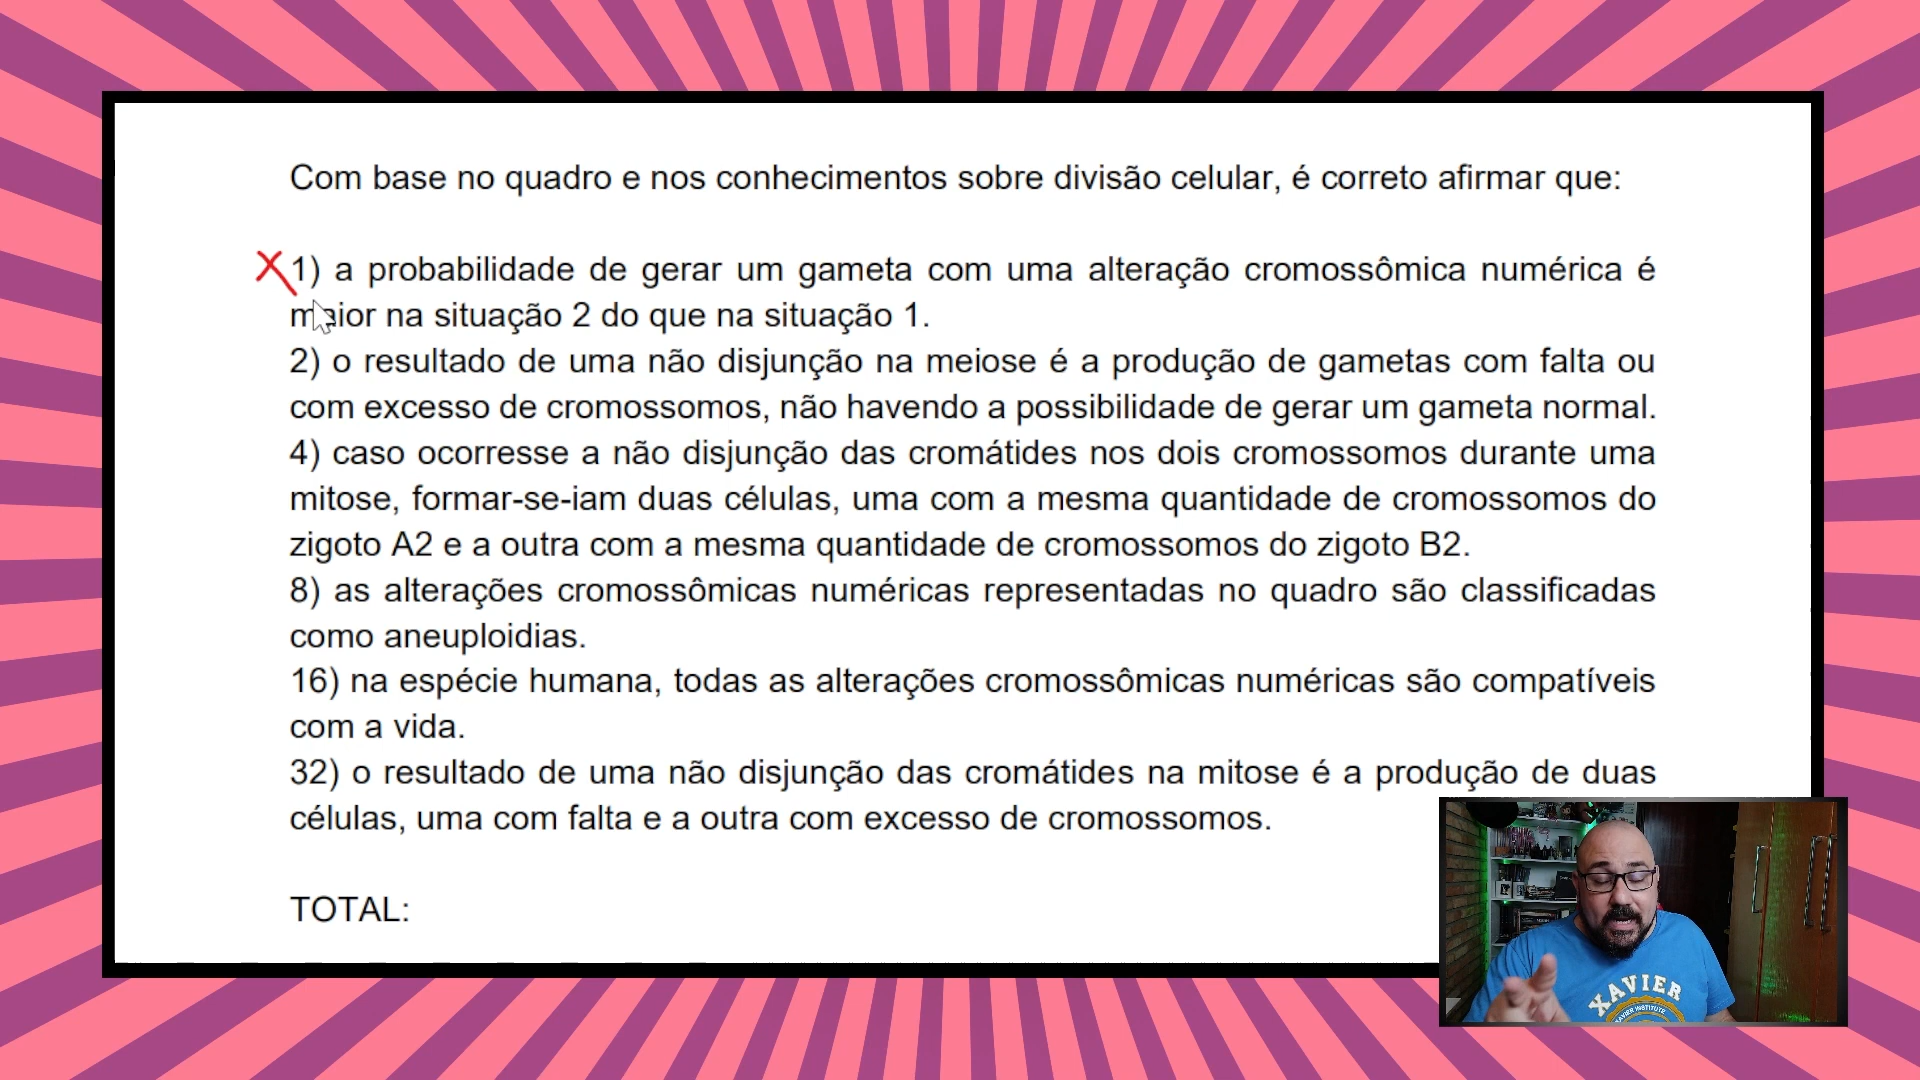 Com base no quadro e nos conhecimentos sobre divisão celular, é correto afirmar que:
1) a probabilidade de gerar um gameta com uma alteração cromossômica numérica é
maior na situação 2 do que na situação 1.
2) o resultado de uma não disjunção na meiose é a produção de gametas com falta ou
com excesso de cromossomos, não havendo a possibilidade de gerar um gameta normal.
4) caso ocorresse a não disjunção das cromátides nos dois cromossomos durante uma
mitose, formar-se-iam duas células, uma com a mesma quantidade de cromossomos do
zigoto A2 e a outra com a mesma quantidade de cromossomos do zigoto B2.
8) as alterações cromossômicas numéricas representadas no quadro são classificadas
como aneuploidias.
16) na espécie humana, todas as alterações cromossômicas numéricas são compatíveis
com a vida.
32) o resultado de uma não disjunção das cromátides na mitose é a produção de duas
células, uma com falta e a outra com excesso de cromossomos.
TOTAL:
XAVIER